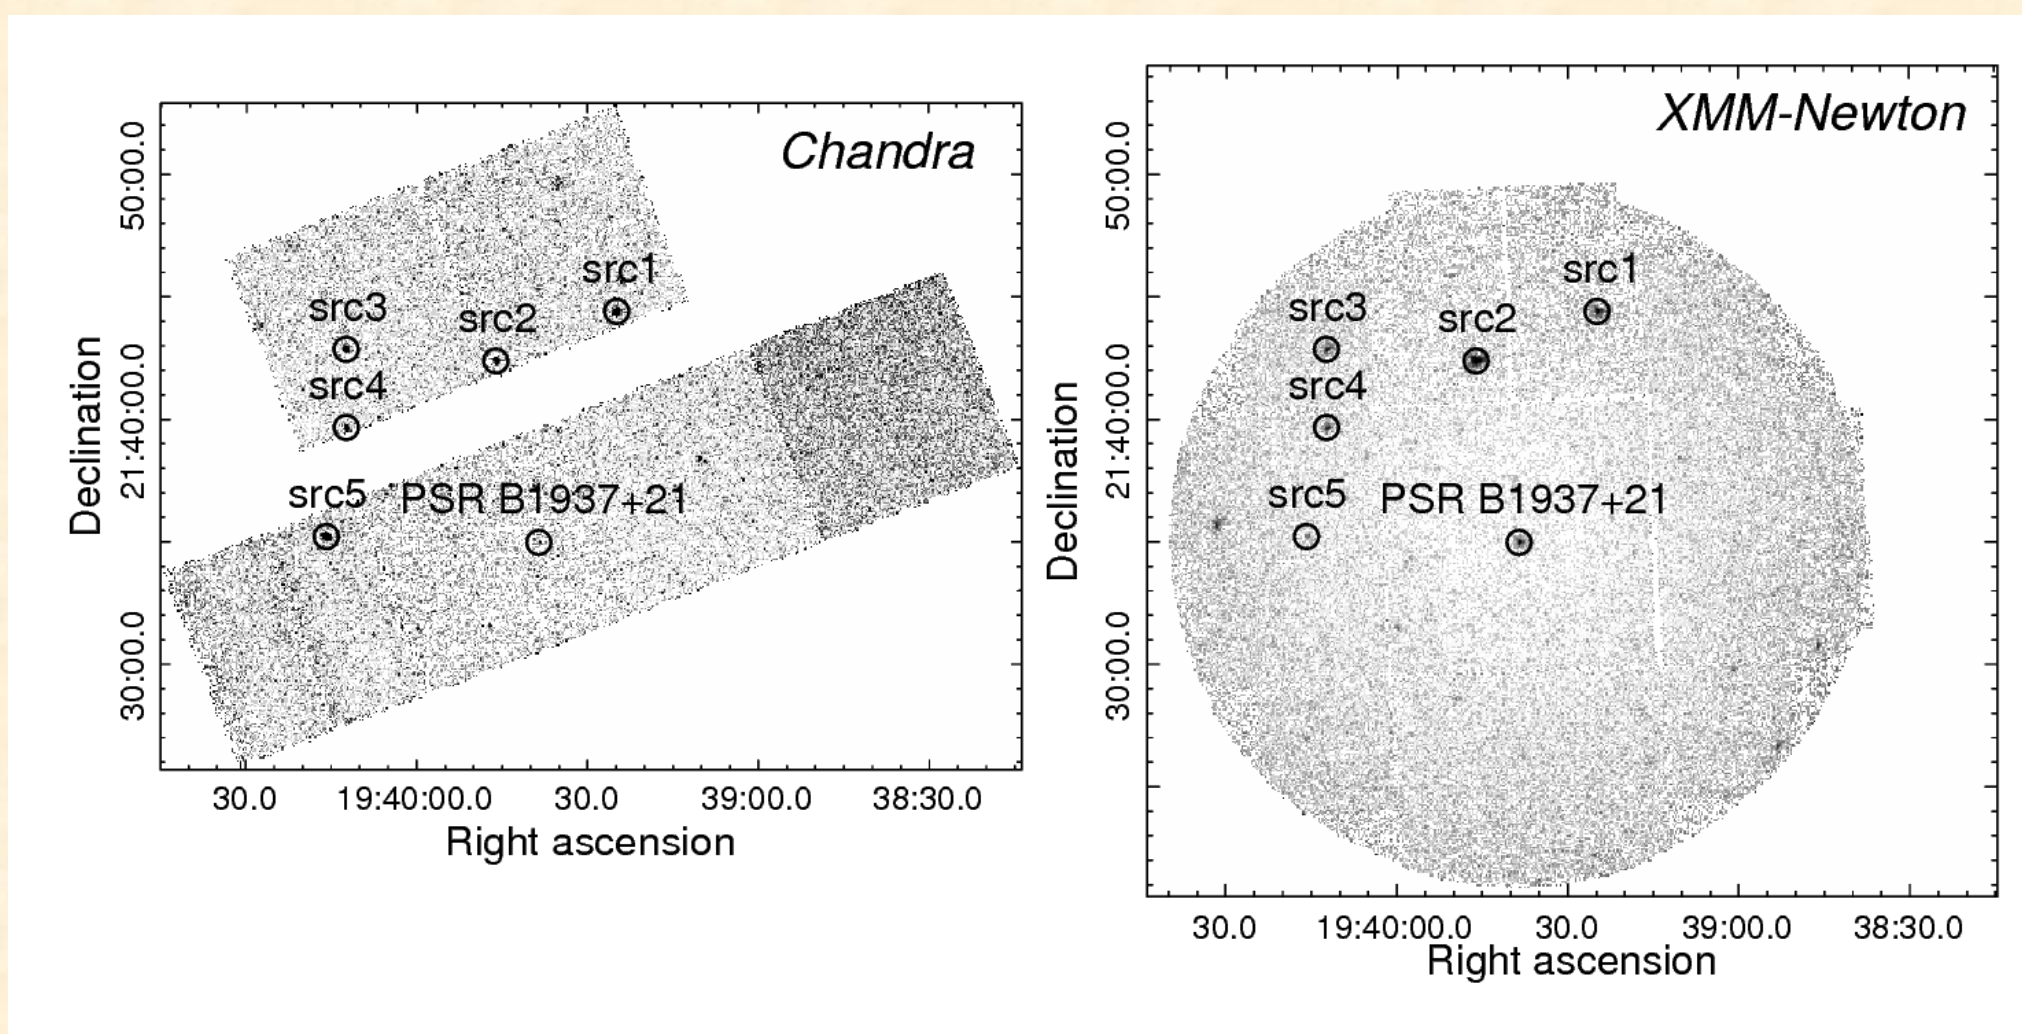 Chandra
50:00.0
src1
src3
src2
src4
21:40:00.0
Declination
src5
PSR B1937+21
30:00.0
30.0
19:40:00.0
30.0
39:00.0
38:30.0
Right ascension
XMM-Newton
50:00.0
src1
src3
src2
src4
21:40:00.0
Declination
src5
PSR B1937+21
30:00.0
30.0
19:40:00.0
30.0
39:00.0
38:30.0
Right ascension